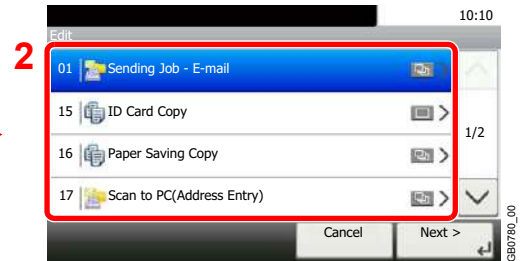 10:10
Edit
2
01 Sending Job - E-mail
15 ID Card Copy
1/2
16 Paper Saving Copy
17 Scan to PC(Address Entry)
Cancel Next >
GB0780_00